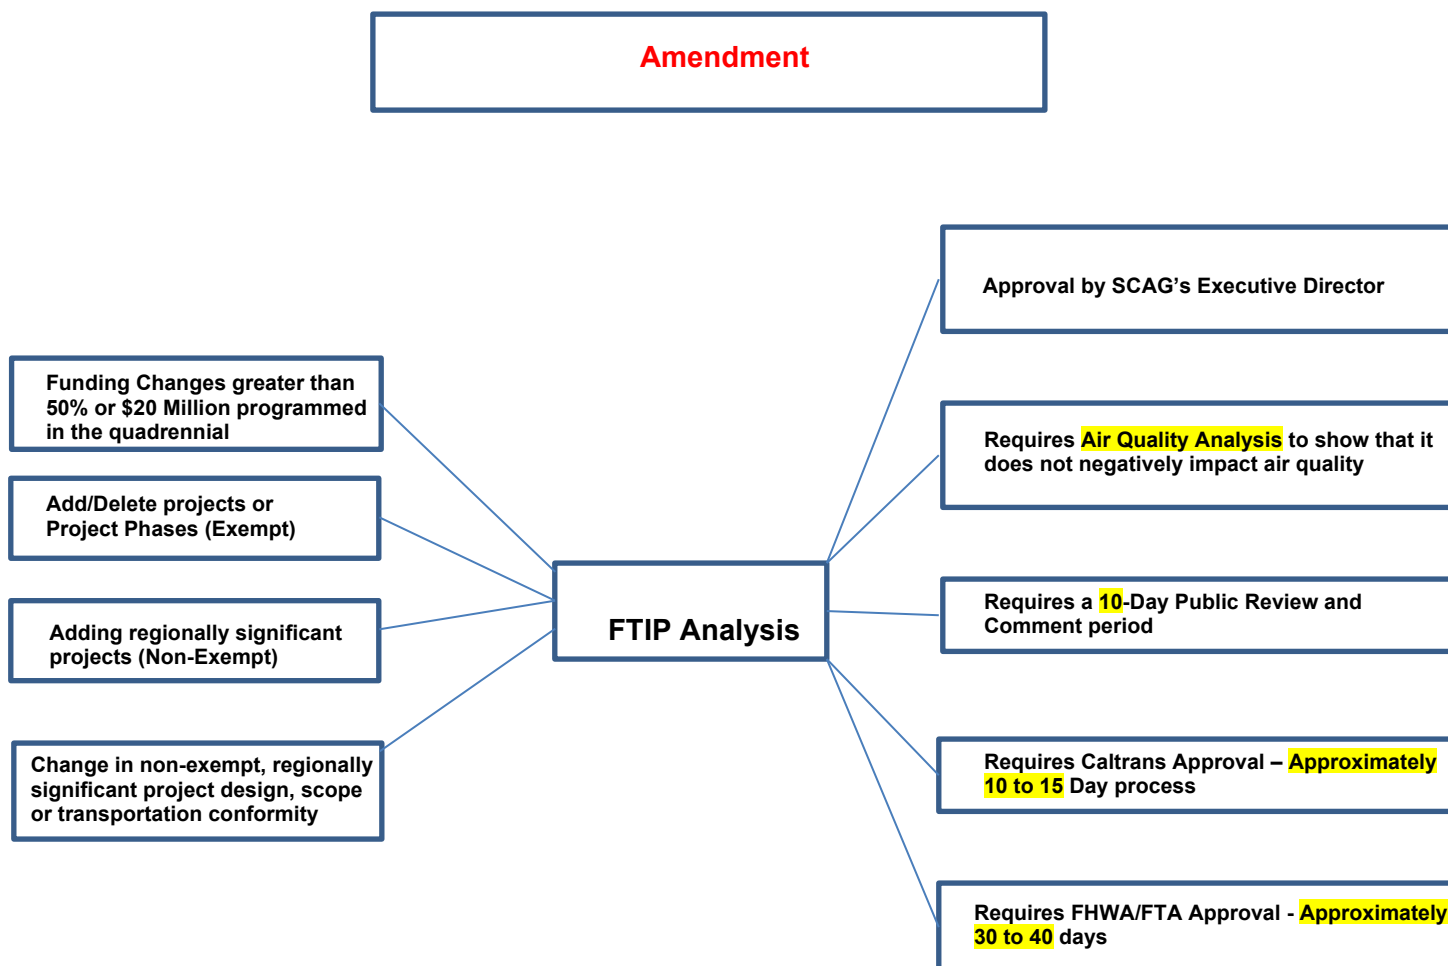 Amendment
Funding Changes greater than
50% or $20 Million programmed
in the quadrennial
Add/Delete projects or
Project Phases (Exempt)
Adding regionally significant
projects (Non-Exempt)
Change in non-exempt, regionally
significant project design, scope
or transportation conformity
FTIP Analysis
Approval by SCAG’s Executive Director
Requires Air Quality Analysis to show that it
does not negatively impact air quality
Requires a 10-Day Public Review and
Comment period
Requires Caltrans Approval – Approximately
10 to 15 Day process
Requires FHWA/FTA Approval - Approximately
30 to 40 days